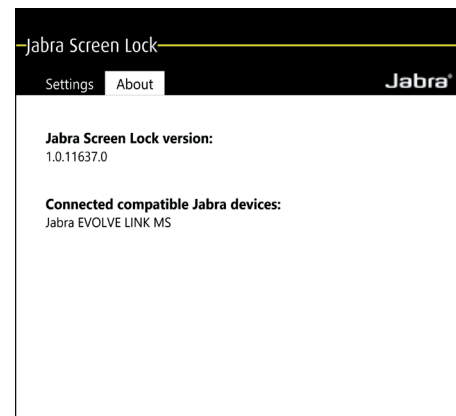 Jabra Screen Lock
Settings About Jabra®
Jabra Screen Lock version:
1.0.11637.0
Connected compatible Jabra devices:
Jabra EVOLVE LINK MS